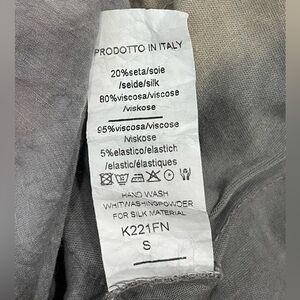 PRODOTTO IN ITALY
20%seta/soie
/seide/silk
80%viscosa/viscose
/viskose
95%viscosa/viscose
/viskose
5%elastico/elastich
/elastic/élastiques
HAND WASH
WHITWASHINGPOWDER
FOR SILK MATERIAL
K221FN
S